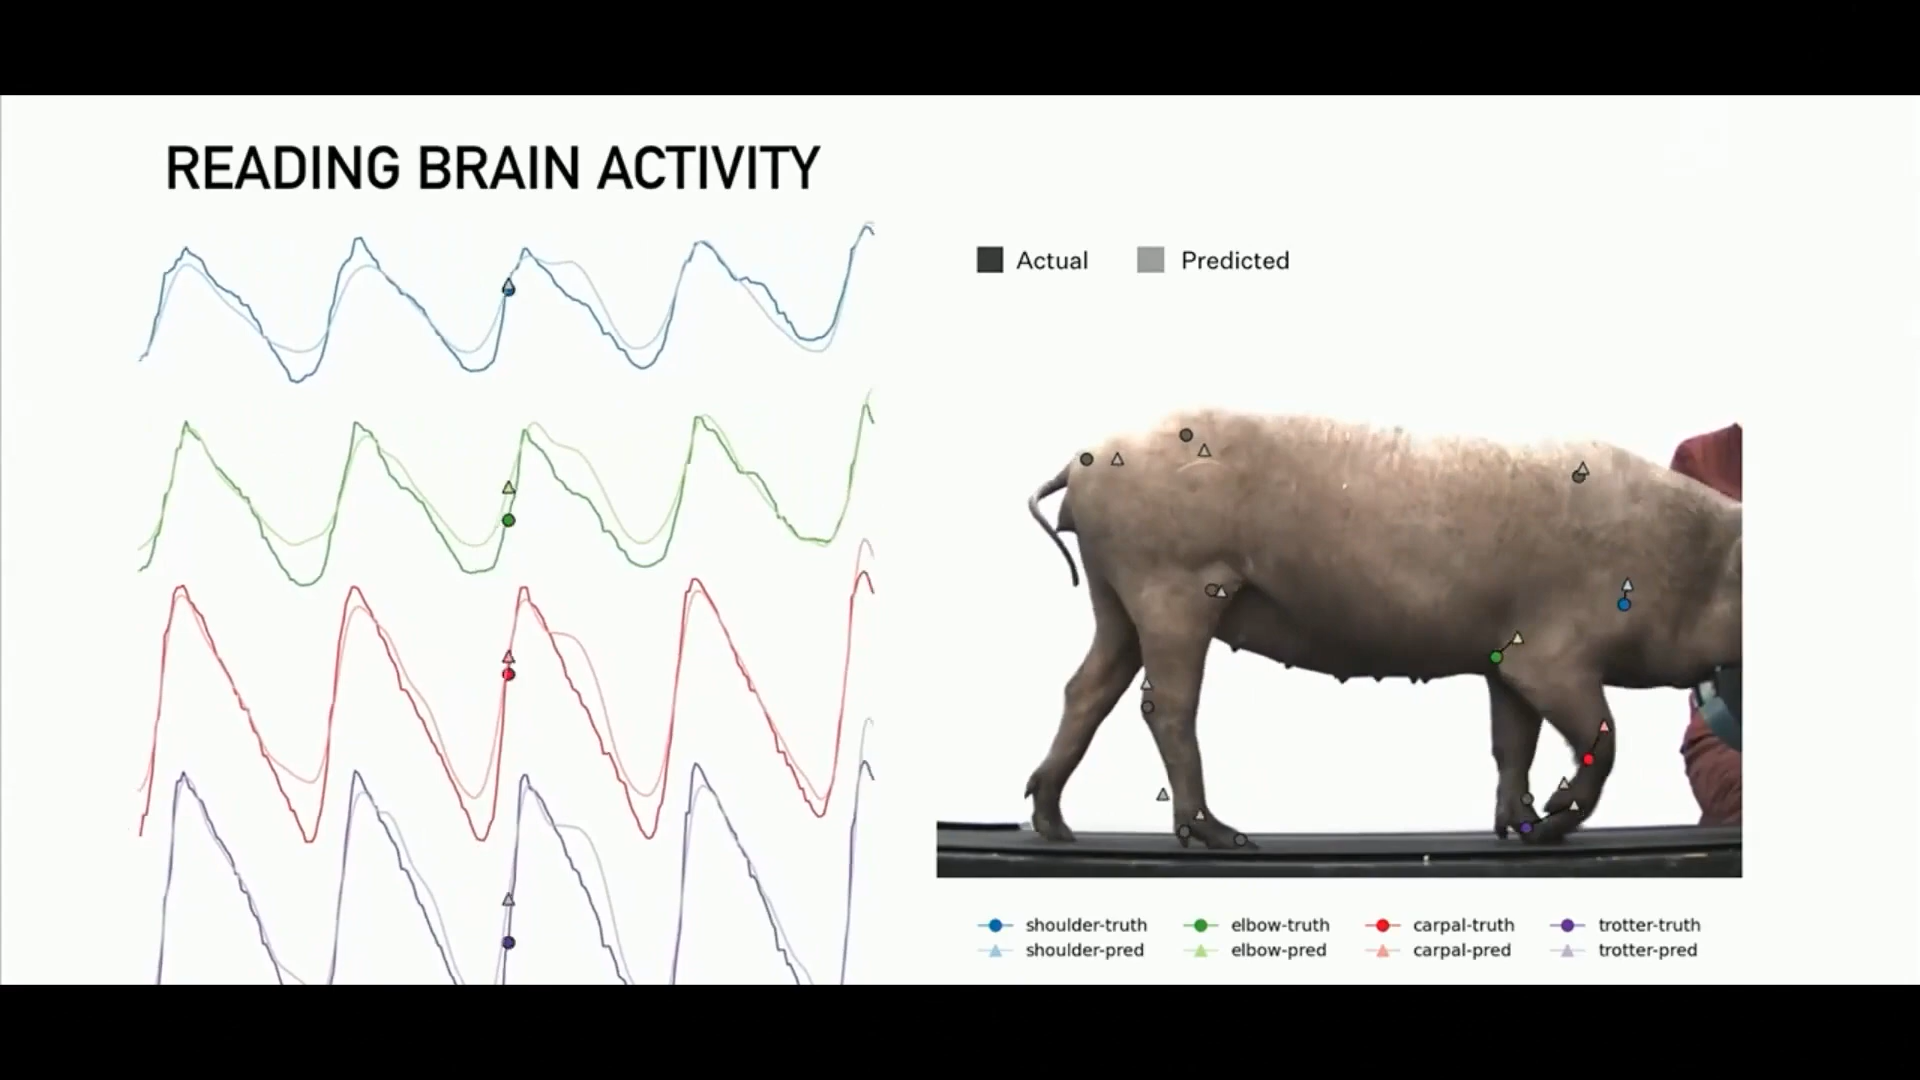 READING BRAIN ACTIVITY
Actual Predicted
shoulder-truth elbow-truth carpal-truth trotter-truth
shoulder-pred elbow-pred carpal-pred trotter-pred